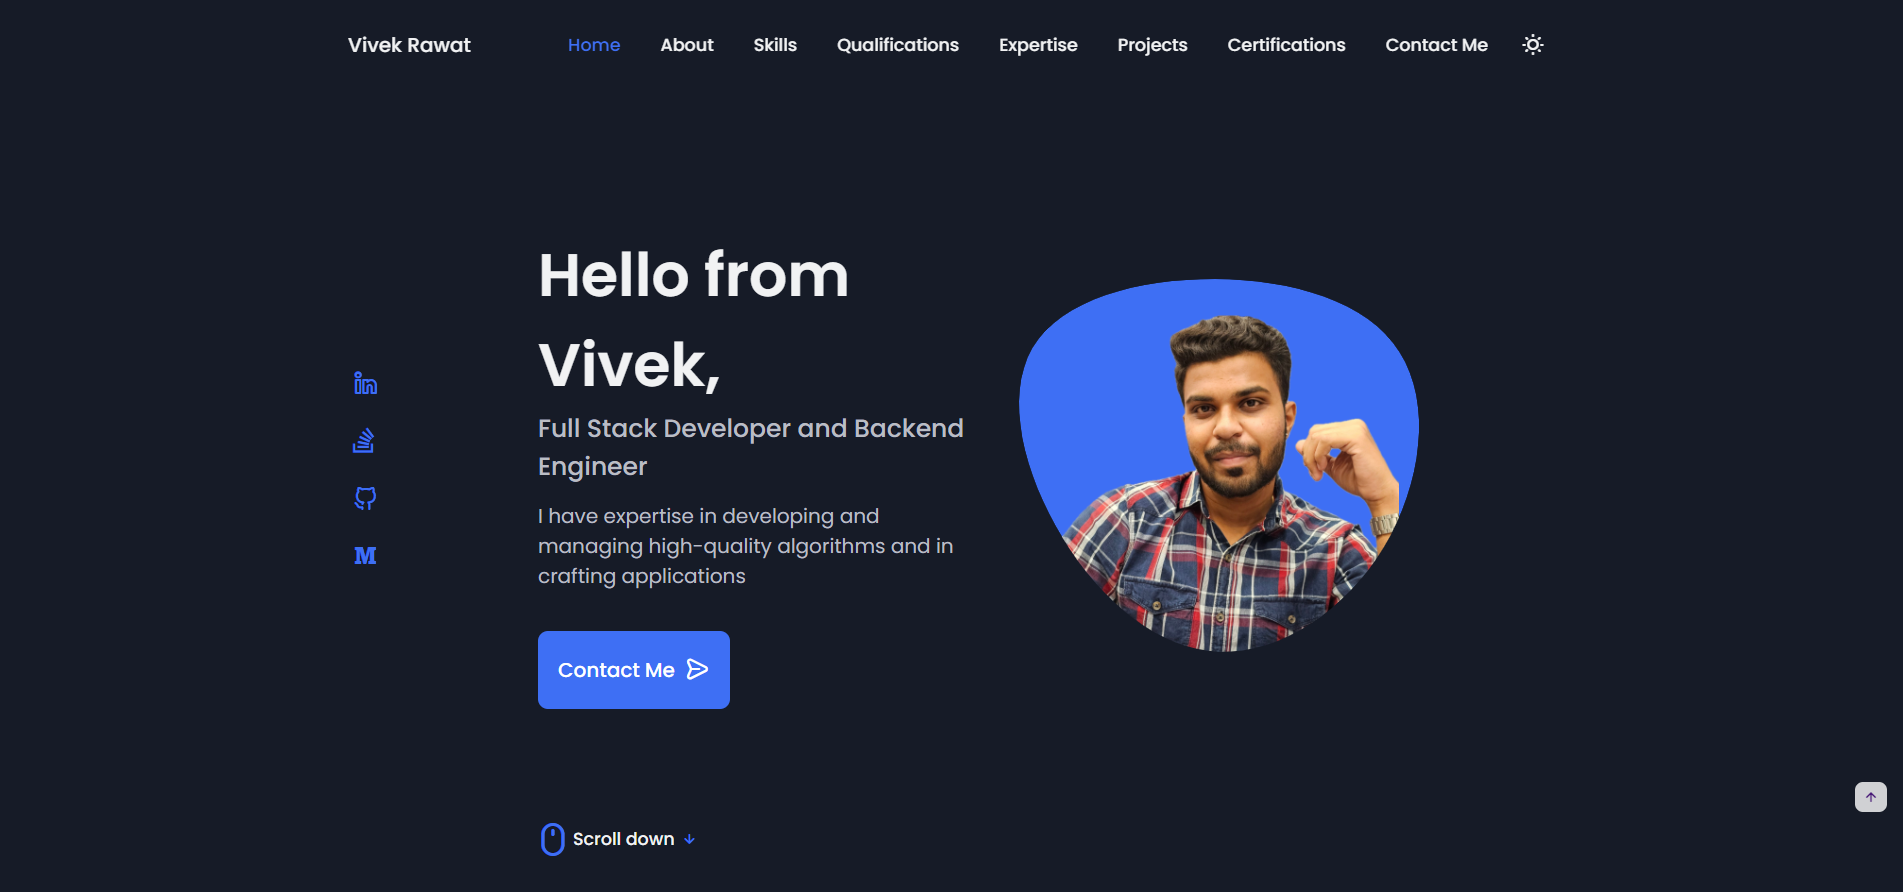 Vivek Rawat
Home
About
Skills
Qualifications
Expertise
Projects
Certifications
Contact Me
Hello from
Vivek,
Full Stack Developer and Backend
Engineer
I have expertise in developing and
managing high-quality algorithms and in
crafting applications
Contact Me
Scroll down